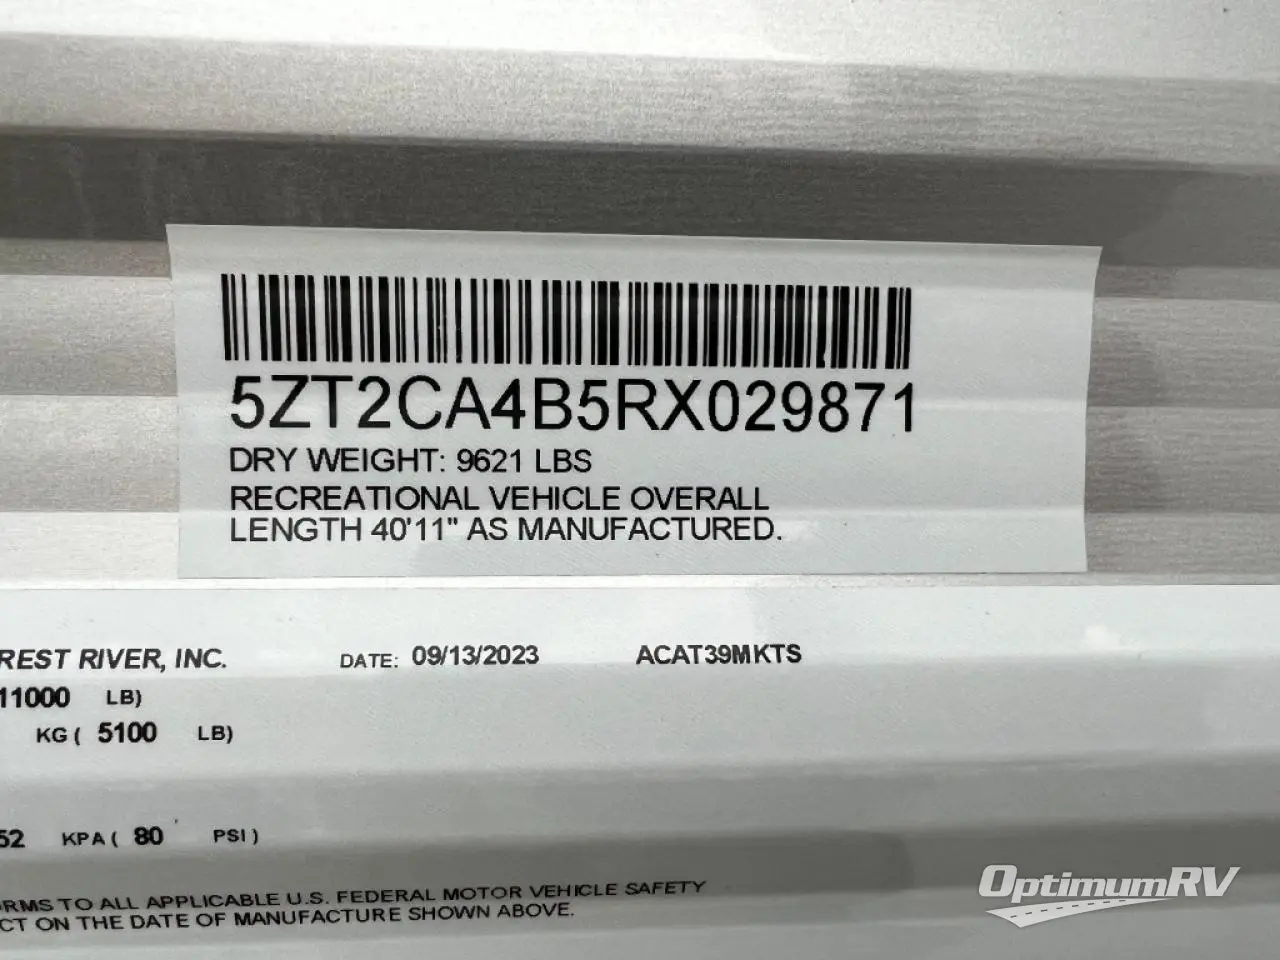 5ZT2CA4B5RX029871
DRY WEIGHT: 9621 LBS
RECREATIONAL VEHICLE OVERALL
LENGTH 40'11" AS MANUFACTURED.
REST RIVER, INC. DATE: 09/13/2023 ACAT39MKTS
11000 LB)
KG ( 5100 LB)
52 KPA ( 80 PSI )
RMS TO ALL APPLICABLE U.S. FEDERAL MOTOR VEHICLE SAFETY
CT ON THE DATE OF MANUFACTURE SHOWN ABOVE.
OptimumRV